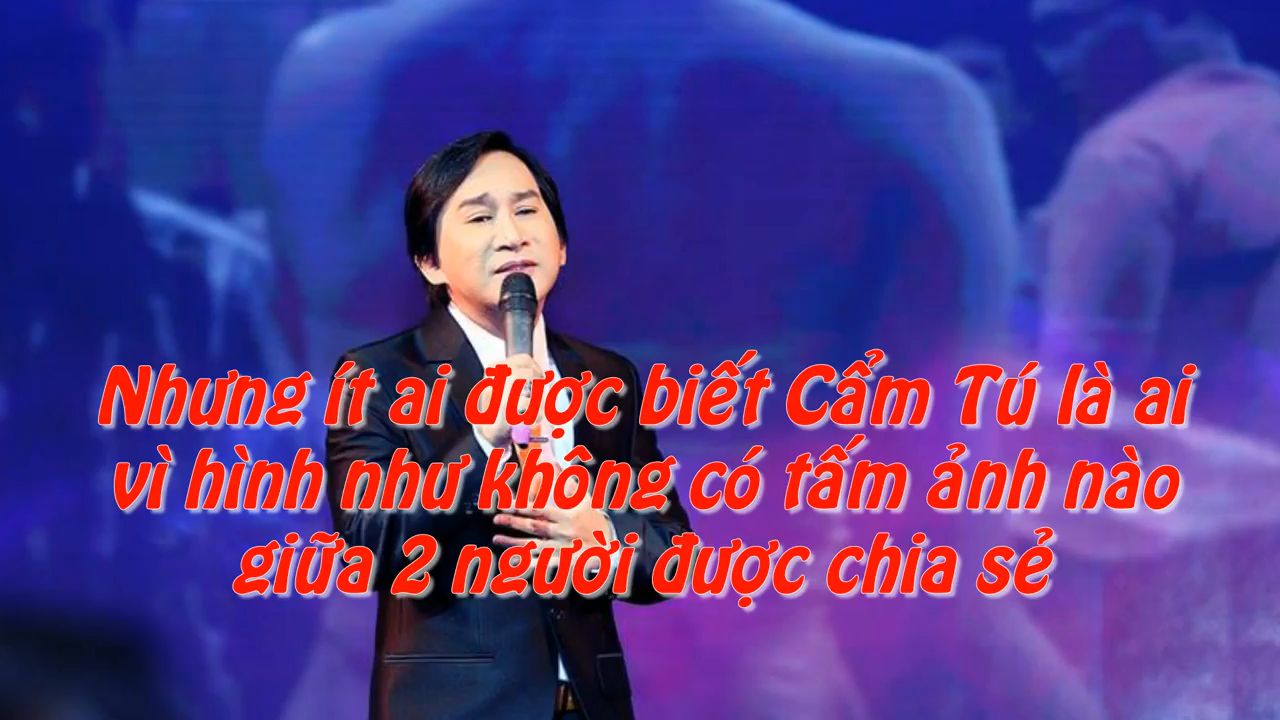 Nhưng ít ai được biết Cẩm Tú là ai
vì hình như không có tấm ảnh nào
giữa 2 người được chia sẻ